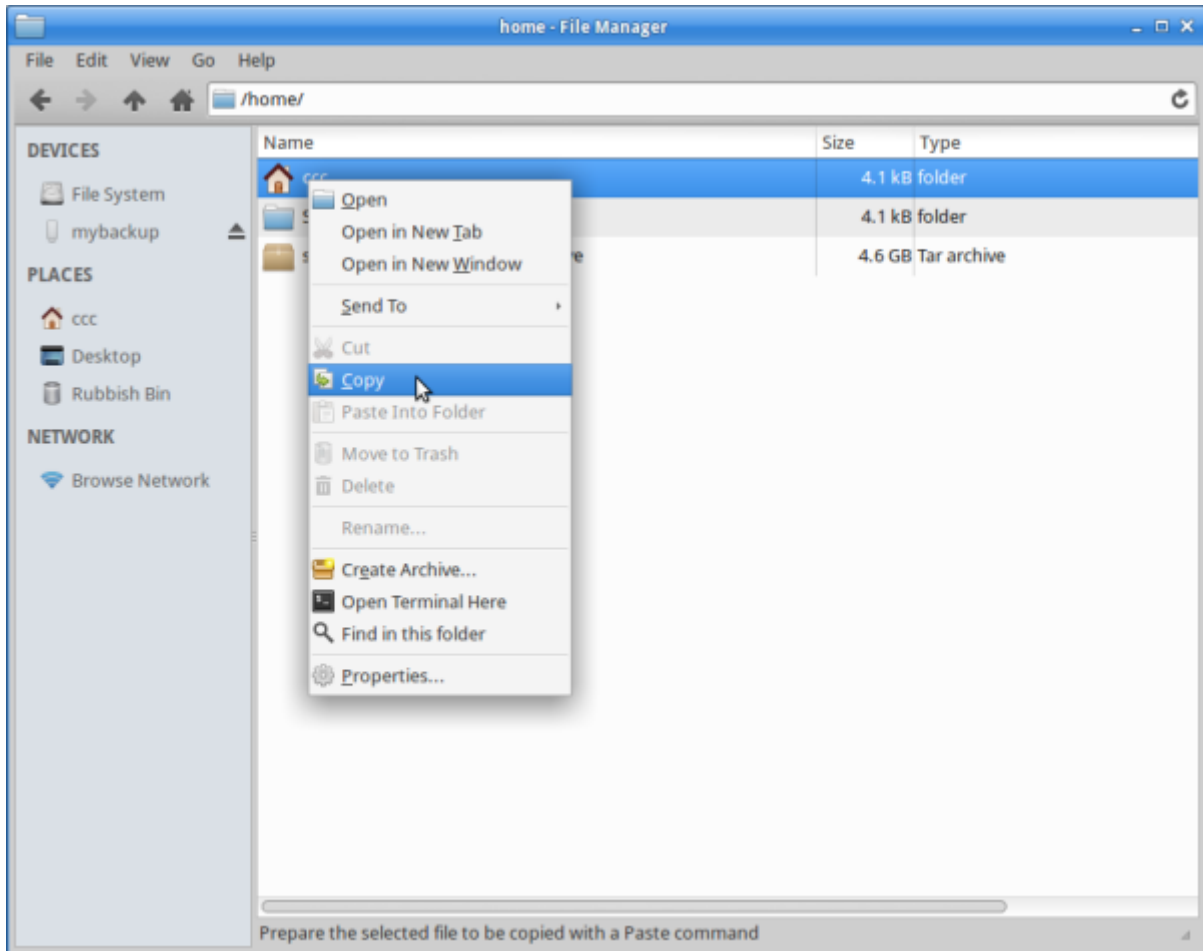 home - File Manager
File Edit View Go Help
/home/
DEVICES
File System
mybackup
PLACES
ccc
Desktop
Rubbish Bin
NETWORK
Browse Network
Name Size Type
ccc 4.1 kB folder
4.1 kB folder
4.6 GB Tar archive
Open
Open in New Tab
Open in New Window
Send To
Cut
Copy
Paste Into Folder
Move to Trash
Delete
Rename...
Create Archive...
Open Terminal Here
Find in this folder
Properties...
Prepare the selected file to be copied with a Paste command